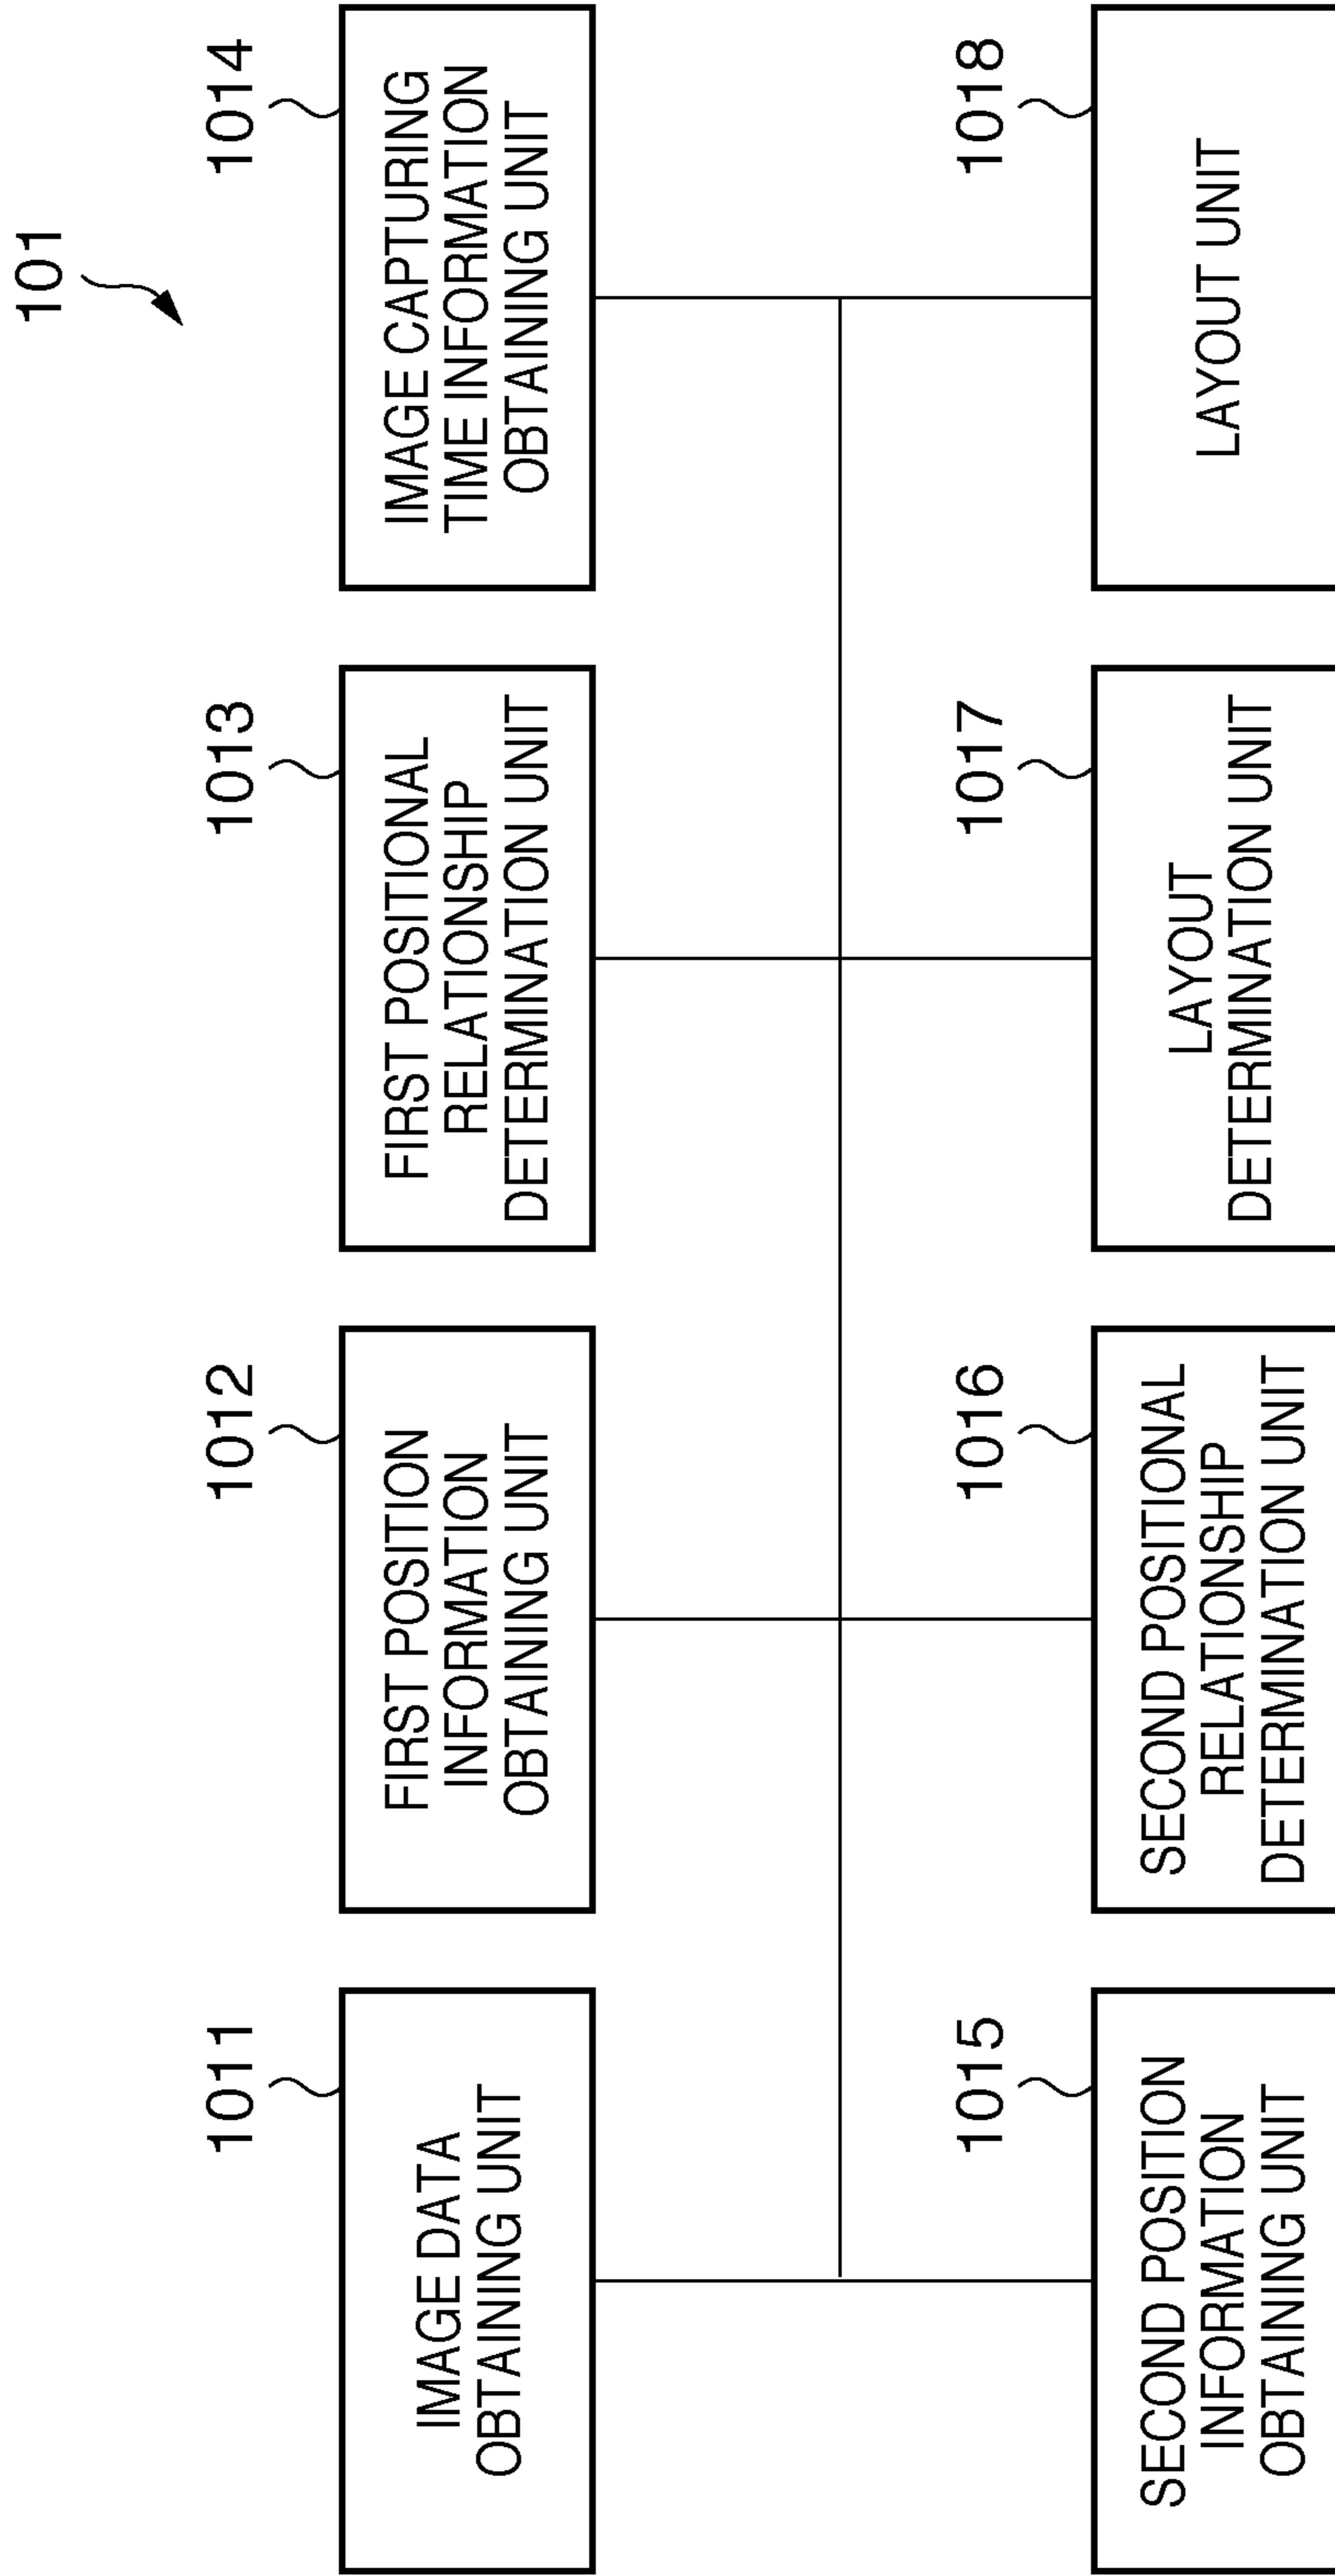 101
1011
IMAGE DATA
OBTAINING UNIT
1012
FIRST POSITION
INFORMATION
OBTAINING UNIT
1013
FIRST POSITIONAL
RELATIONSHIP
DETERMINATION UNIT
1014
IMAGE CAPTURING
TIME INFORMATION
OBTAINING UNIT
1015
SECOND POSITION
INFORMATION
OBTAINING UNIT
1016
SECOND POSITIONAL
RELATIONSHIP
DETERMINATION UNIT
1017
LAYOUT
DETERMINATION UNIT
1018
LAYOUT UNIT